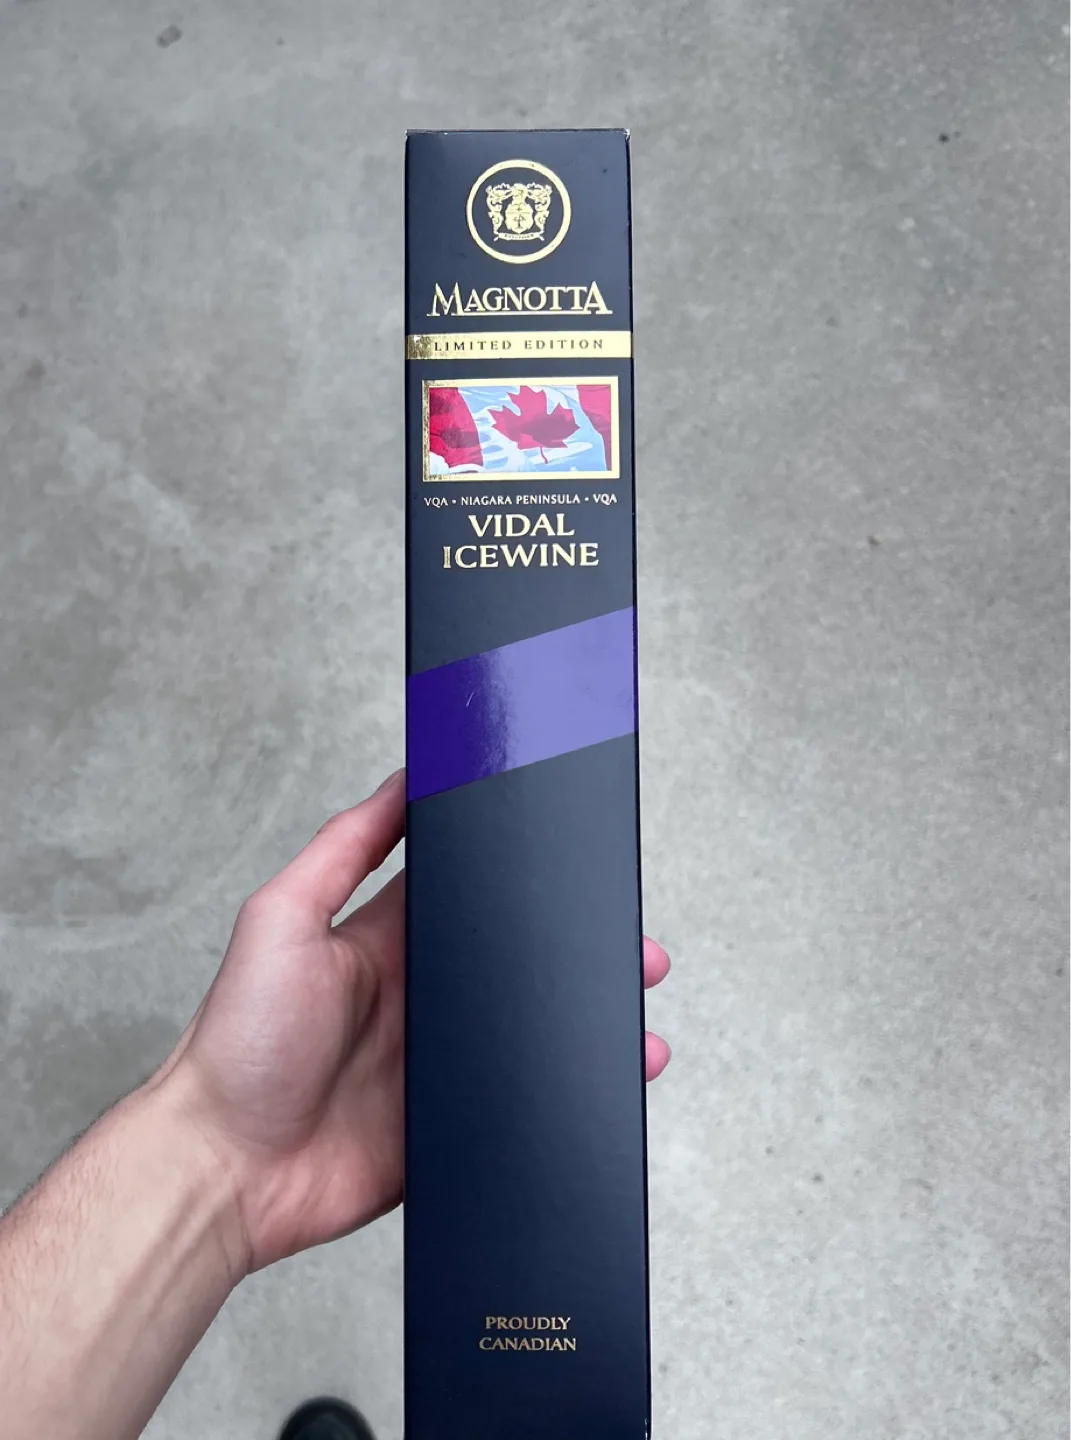 MAGNOTTA
LIMITED EDITION
VQA • NIAGARA PENINSULA • VQA
VIDAL
ICEWINE
PROUDLY
CANADIAN